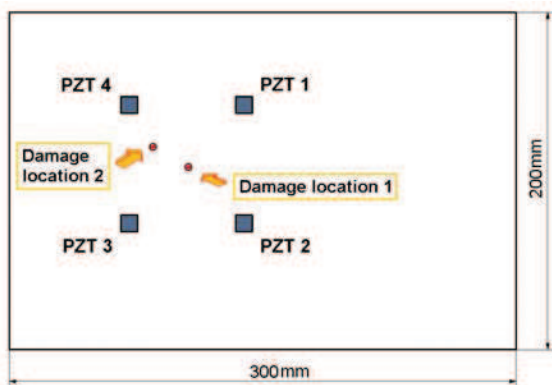 PZT 4
PZT 1
Damage
location 2
Damage location 1
PZT 3
PZT 2
200mm
300mm